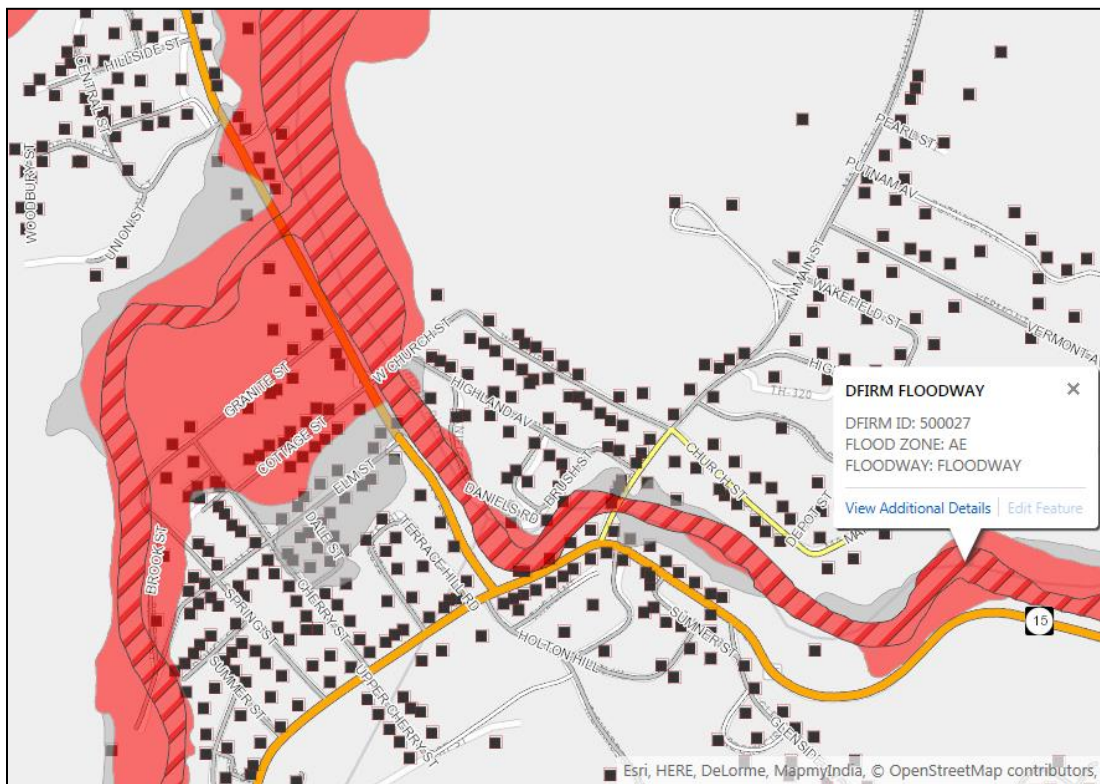 HILLSIDE ST
CENTRAL ST
WOODBURY ST
UNION ST
PEARL ST
PUTNAM AV
N MAIN ST
WAKEFIELD ST
VERMONT A
HIG
TH-320
W CHURCH ST
HIGHLAND AV
GRANITE ST
COTTAGE ST
ELM ST
DALE ST
BROOK ST
DANIELS RD
BRUSH ST
CHURCH ST
DEPOT ST
MA
TERRACE HILL RD
SPRING ST
CHERRY ST
SUMMER ST
UPPER CHERRY ST
HOLTON HILL
SUMNER ST
GLENSIDE
15
DFIRM FLOODWAY
DFIRM ID: 500027
FLOOD ZONE: AE
FLOODWAY: FLOODWAY
View Additional Details Edit Feature
Esri, HERE, DeLorme, MapmyIndia, © OpenStreetMap contributors